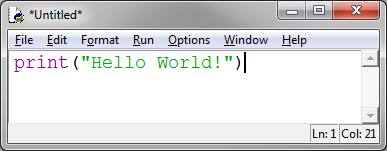 *Untitled*
File Edit Format Run Options Window Help
print("Hello World!")
Ln: 1 Col: 21